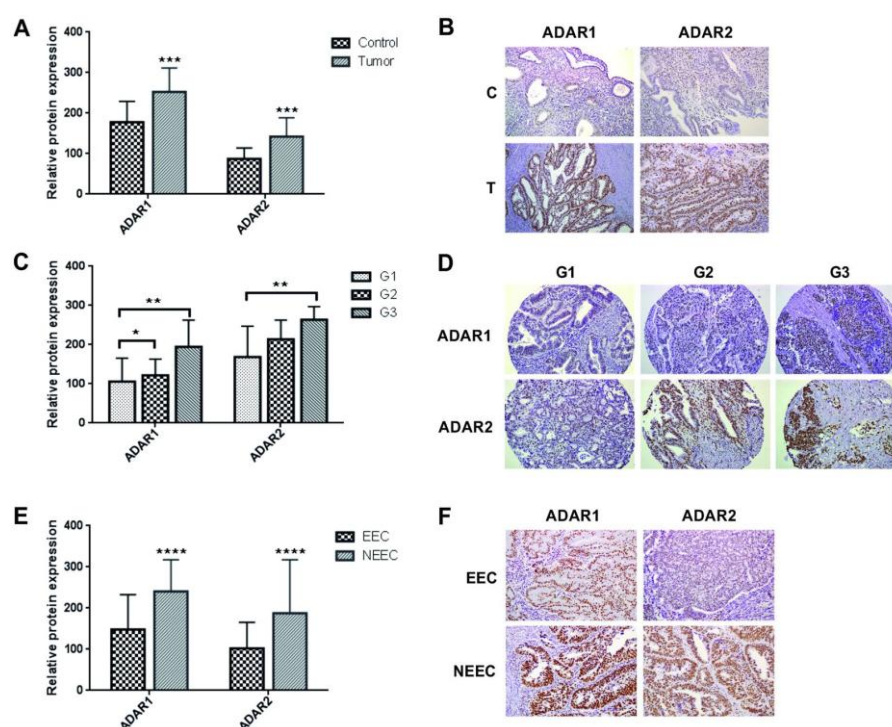 A
Relative protein expression
400
300
200
100
0
***
***
Control
Tumor
ADAR1
ADAR2
B
ADAR1
ADAR2
C
T
C
Relative protein expression
400
300
200
100
0
**
*
**
G1
G2
G3
ADAR1
ADAR2
D
G1
G2
G3
ADAR1
ADAR2
E
Relative protein expression
400
300
200
100
0
****
****
EEC
NEEC
ADAR1
ADAR2
F
ADAR1
ADAR2
EEC
NEEC